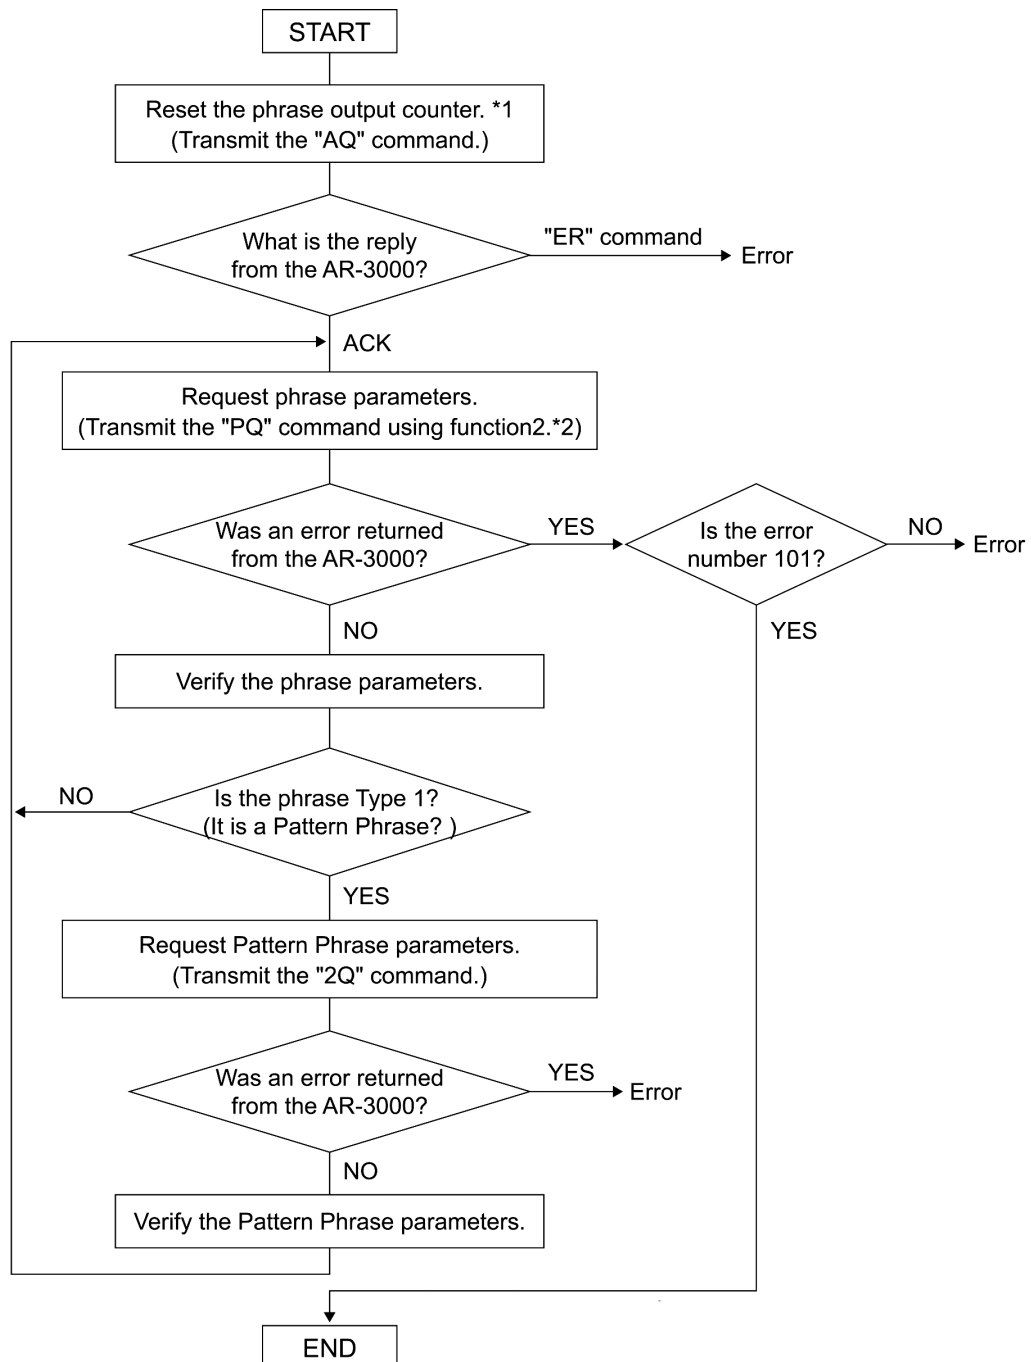 START
Reset the phrase output counter. *1
(Transmit the "AQ" command.)
What is the reply
from the AR-3000?
"ER" command
Error
ACK
Request phrase parameters.
(Transmit the "PQ" command using function2.*2)
Was an error returned
from the AR-3000?
YES
Is the error
number 101?
NO
Error
NO
YES
Verify the phrase parameters.
Is the phrase Type 1?
(It is a Pattern Phrase? )
NO
YES
Request Pattern Phrase parameters.
(Transmit the "2Q" command.)
Was an error returned
from the AR-3000?
YES
Error
NO
Verify the Pattern Phrase parameters.
END